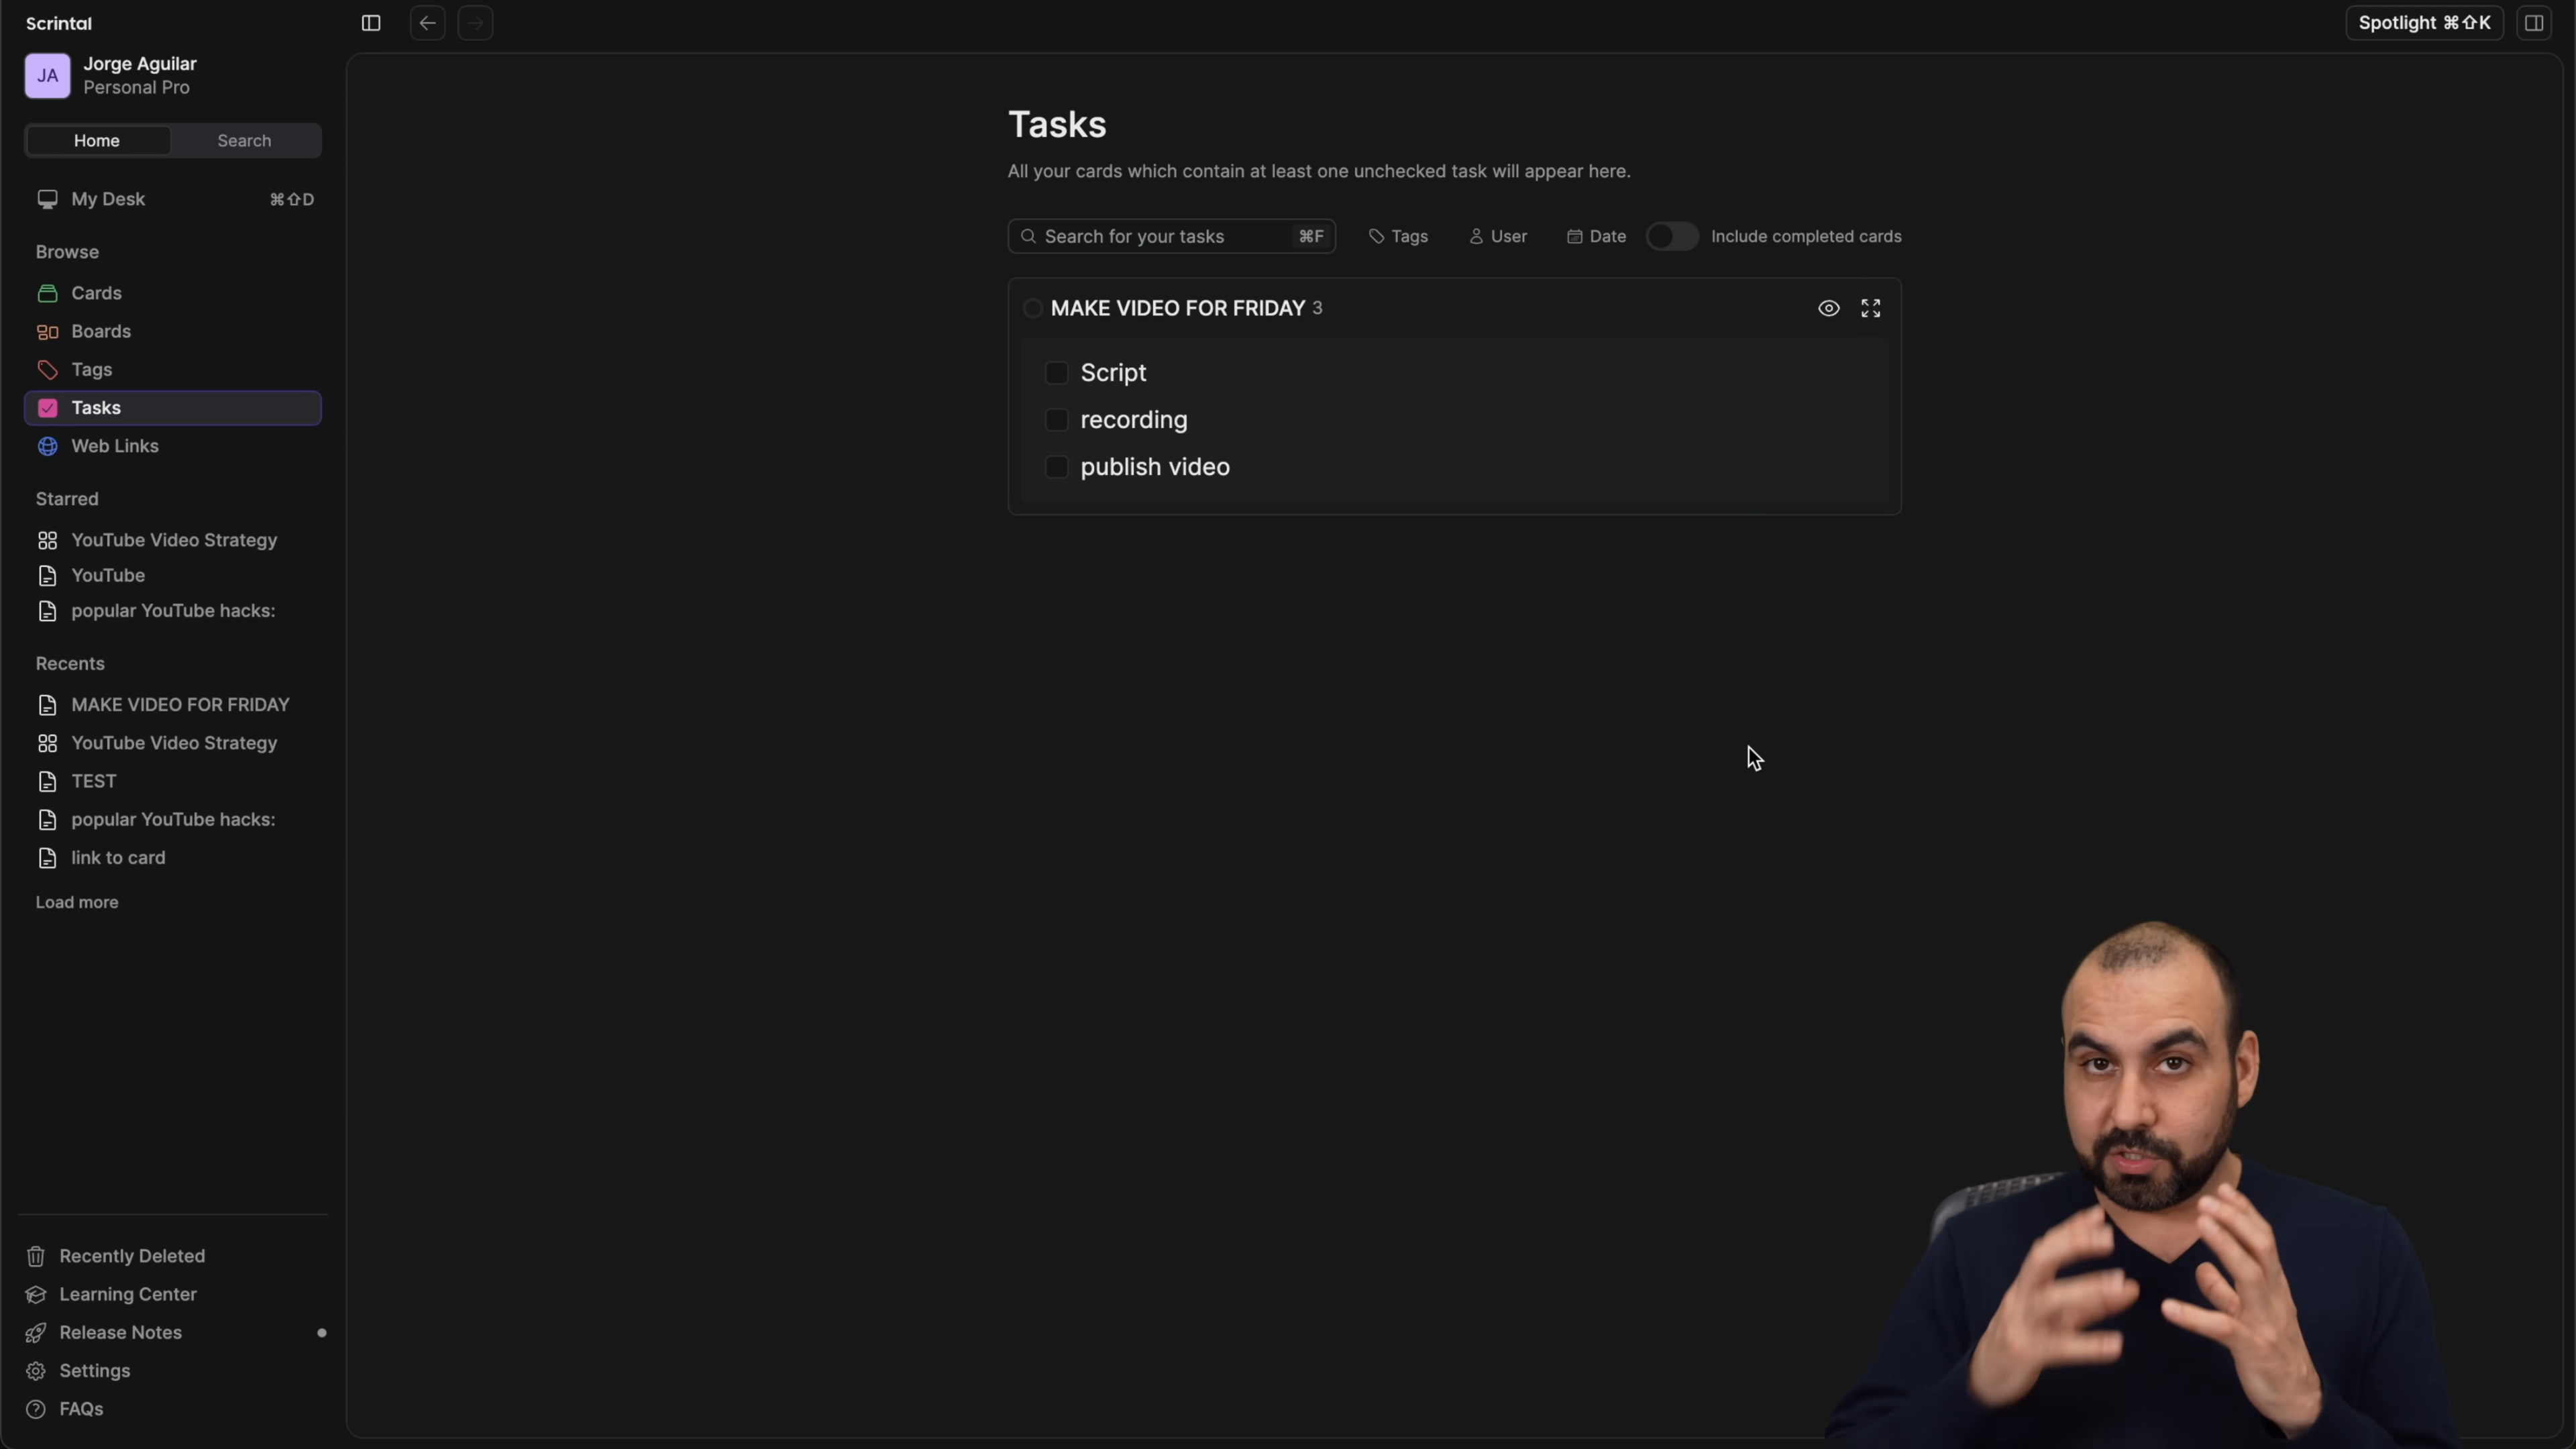 Scrintal
Spotlight ⌘⇧K
JA
Jorge Aguilar
Personal Pro
Home
Search
My Desk ⌘⇧D
Browse
Cards
Boards
Tags
Tasks
Web Links
Starred
YouTube Video Strategy
YouTube
popular YouTube hacks:
Recents
MAKE VIDEO FOR FRIDAY
YouTube Video Strategy
TEST
popular YouTube hacks:
link to card
Load more
Recently Deleted
Learning Center
Release Notes
Settings
FAQs
Tasks
All your cards which contain at least one unchecked task will appear here.
Search for your tasks ⌘F Tags User Date Include completed cards
MAKE VIDEO FOR FRIDAY 3
Script
recording
publish video